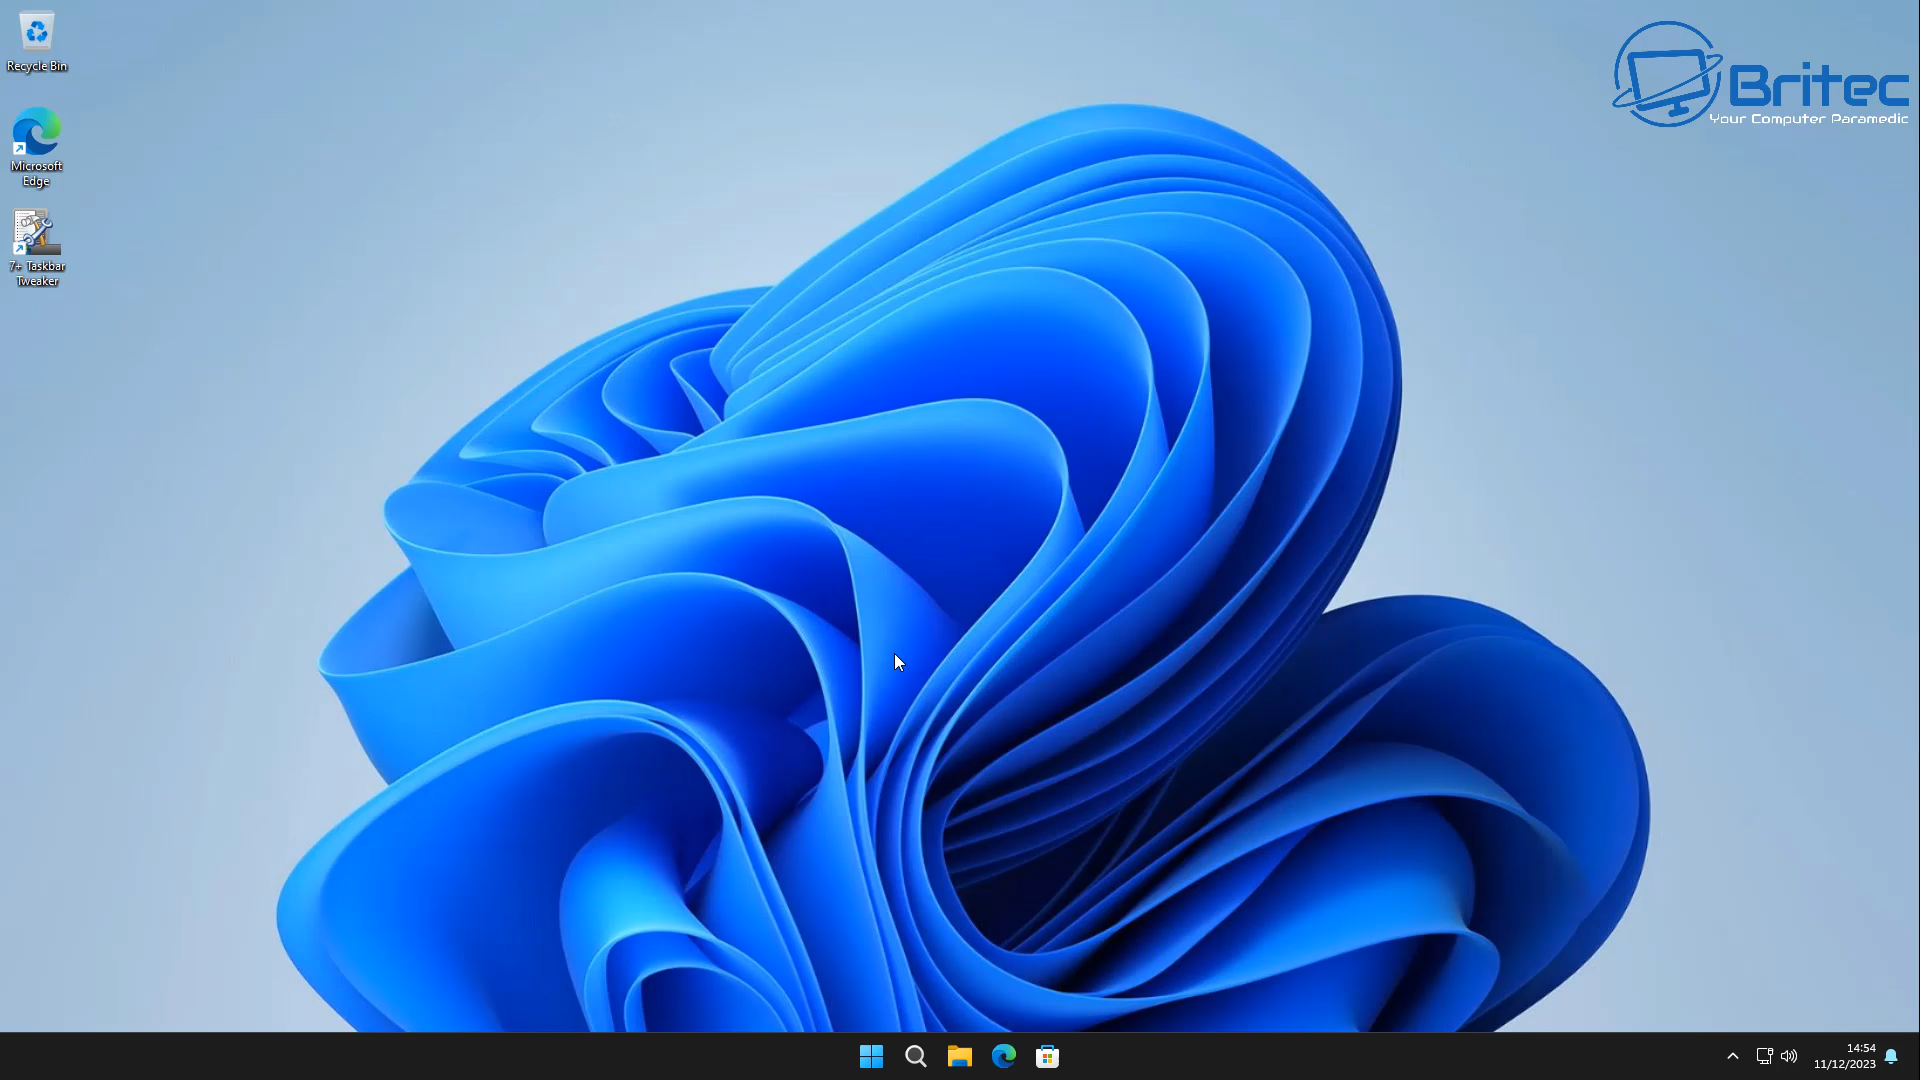 Recycle Bin
Microsoft
Edge
7+ Taskbar
Tweaker
Britec
Your Computer Paramedic
14:54
11/12/2023